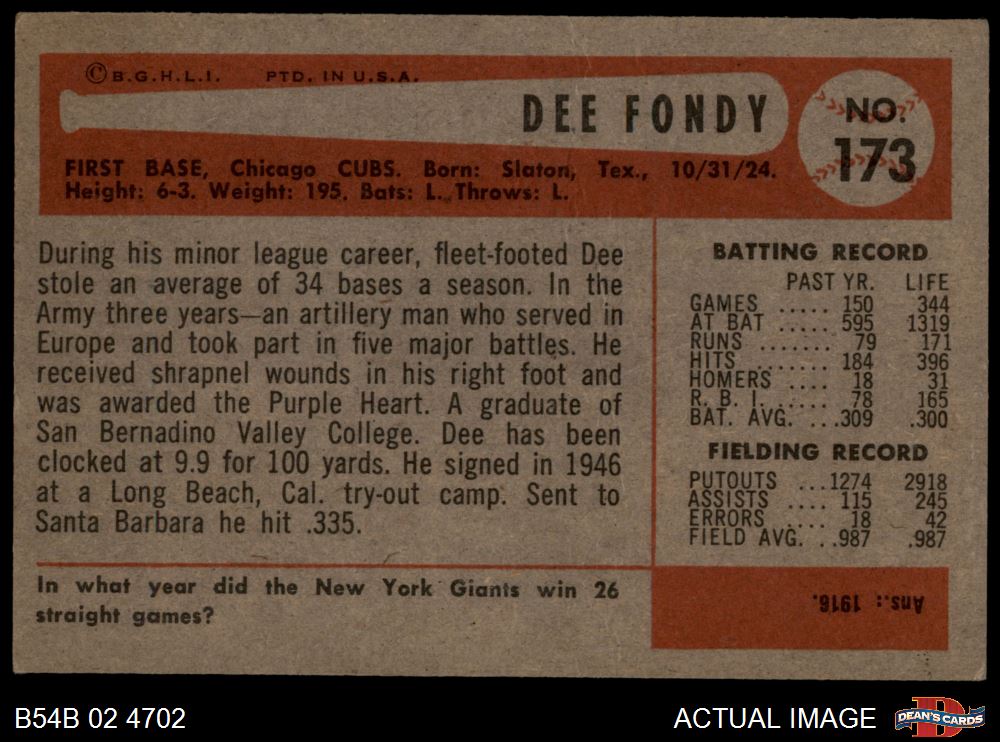 ©B.G.H.L.I. PTD. IN U.S.A.
DEE FONDY
NO.
173
FIRST BASE, Chicago CUBS. Born: Slaton, Tex., 10/31/24.
Height: 6-3. Weight: 195. Bats: L. Throws: L.
During his minor league career, fleet-footed Dee
stole an average of 34 bases a season. In the
Army three years—an artillery man who served in
Europe and took part in five major battles. He
received shrapnel wounds in his right foot and
was awarded the Purple Heart. A graduate of
San Bernadino Valley College. Dee has been
clocked at 9.9 for 100 yards. He signed in 1946
at a Long Beach, Cal. try-out camp. Sent to
Santa Barbara he hit .335.
BATTING RECORD
PAST YR. LIFE
GAMES ..... 150 344
AT BAT ..... 595 1319
RUNS ....... 79 171
HITS ........ 184 396
HOMERS .... 18 31
R. B. I. ..... 78 165
BAT. AVG. ...309 .300
FIELDING RECORD
PUTOUTS ...1274 2918
ASSISTS .... 115 245
ERRORS .... 18 42
FIELD AVG. ..987 .987
In what year did the New York Giants win 26
straight games?
Ans.: 1916.
B54B 02 4702
ACTUAL IMAGE
DEAN'S CARDS